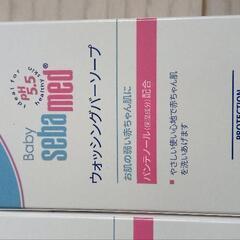 ideal for
pH 5.5
healthy
Baby
sebamed®
ウォッシングバーソープ
お肌の弱い赤ちゃん肌に
パンテノール(保湿成分)配合
・やさしい使い心地で赤ちゃん肌
を洗いあげます
PROTECTION